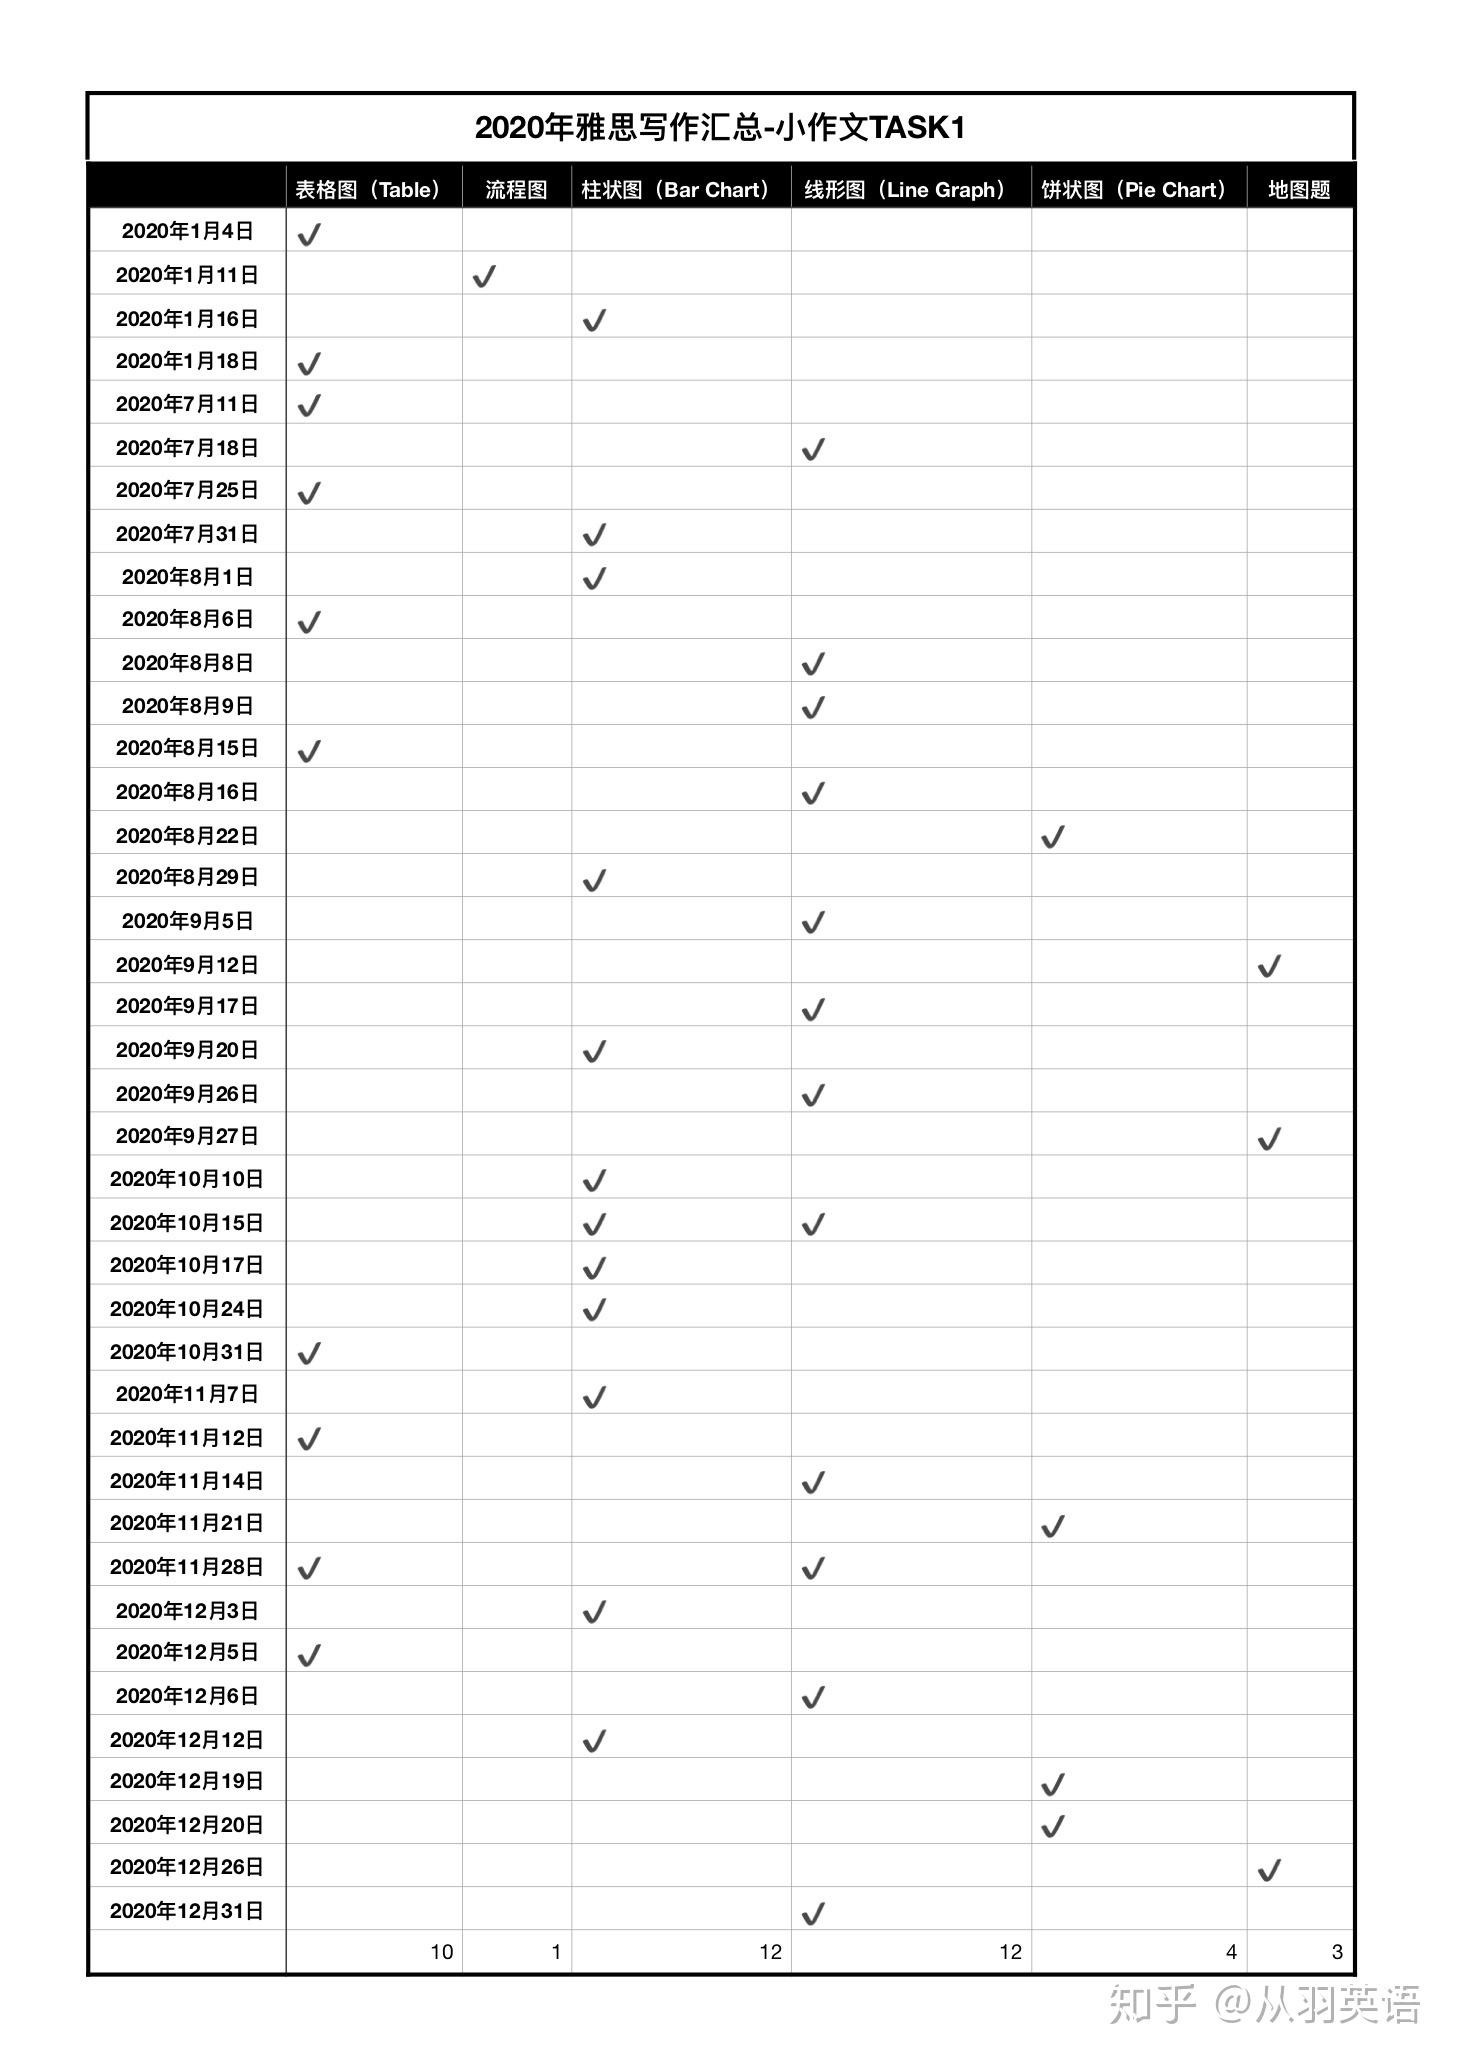 2020年雅思写作汇总-小作文TASK1
表格图（Table） 流程图 柱状图（Bar Chart） 线形图（Line Graph） 饼状图（Pie Chart） 地图题
2020年1月4日 ✓
2020年1月11日 ✓
2020年1月16日 ✓
2020年1月18日 ✓
2020年7月11日 ✓
2020年7月18日 ✓
2020年7月25日 ✓
2020年7月31日 ✓
2020年8月1日 ✓
2020年8月6日 ✓
2020年8月8日 ✓
2020年8月9日 ✓
2020年8月15日 ✓
2020年8月16日 ✓
2020年8月22日 ✓
2020年8月29日 ✓
2020年9月5日 ✓
2020年9月12日 ✓
2020年9月17日 ✓
2020年9月20日 ✓
2020年9月26日 ✓
2020年9月27日 ✓
2020年10月10日 ✓
2020年10月15日 ✓ ✓
2020年10月17日 ✓
2020年10月24日 ✓
2020年10月31日 ✓
2020年11月7日 ✓
2020年11月12日 ✓
2020年11月14日 ✓
2020年11月21日 ✓
2020年11月28日 ✓ ✓
2020年12月3日 ✓
2020年12月5日 ✓
2020年12月6日 ✓
2020年12月12日 ✓
2020年12月19日 ✓
2020年12月20日 ✓
2020年12月26日 ✓
2020年12月31日 ✓
10 1 12 12 4 3
知乎 @从羽英语